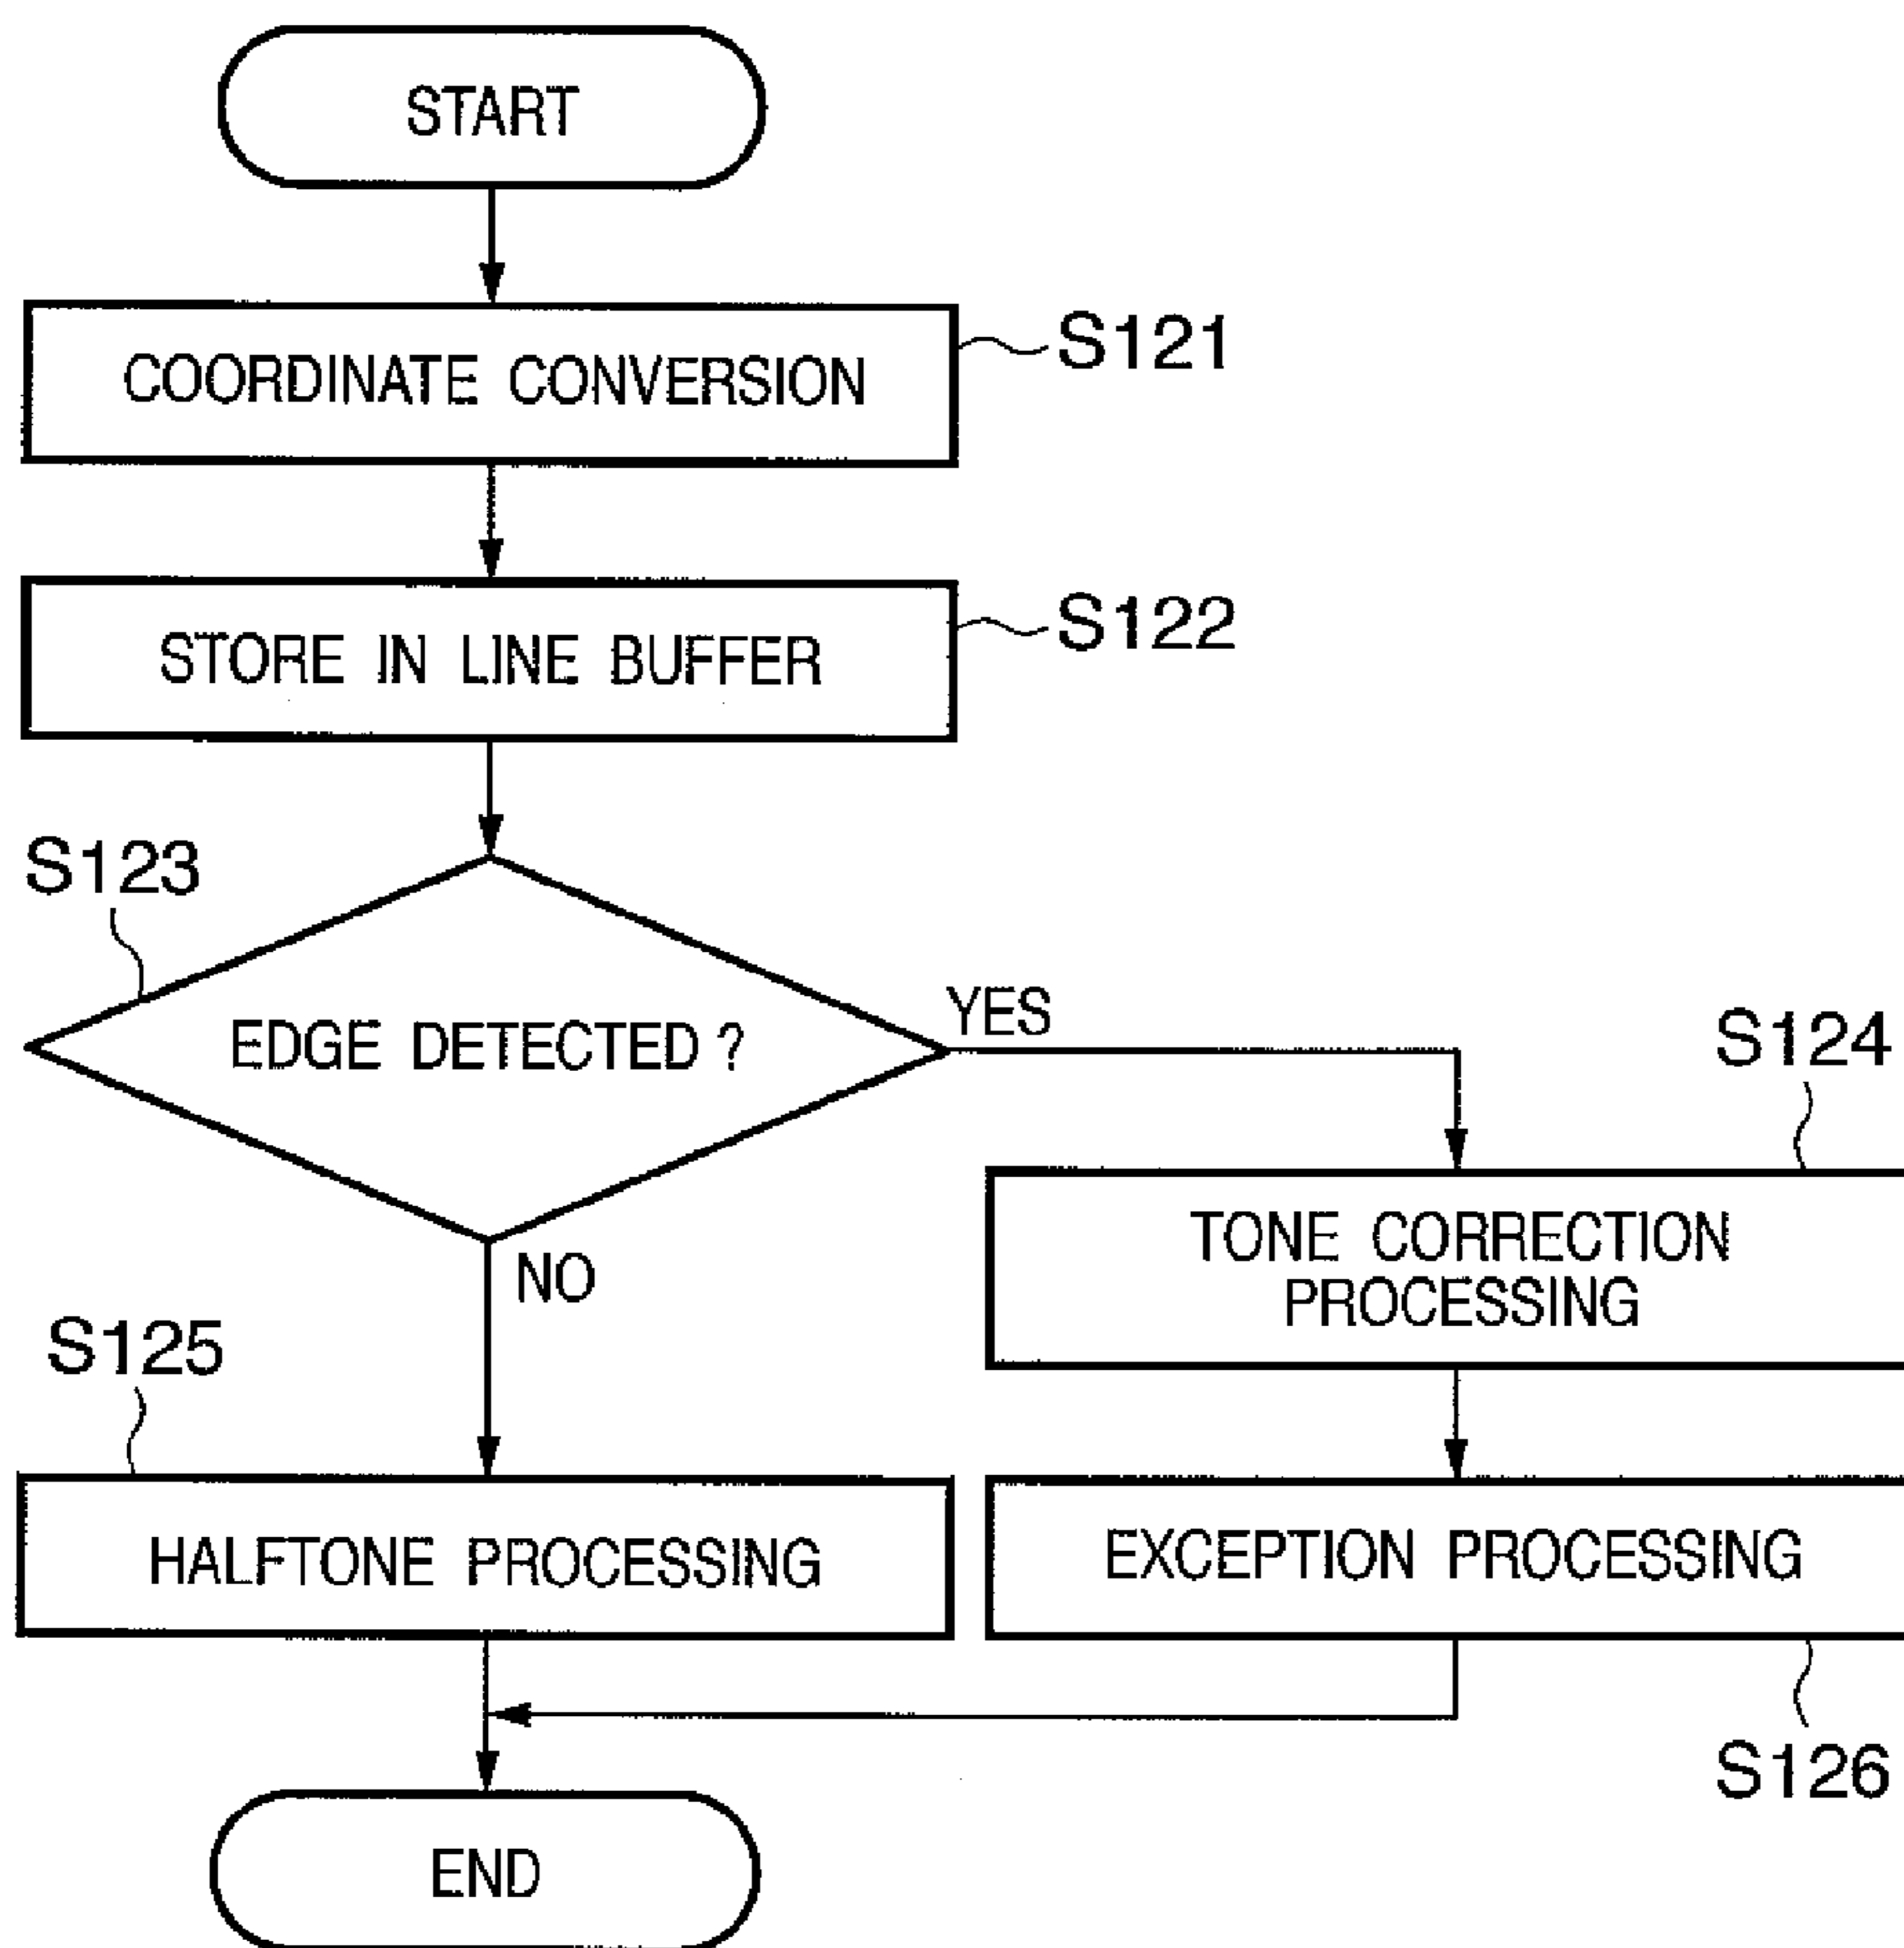 START
COORDINATE CONVERSION
S121
STORE IN LINE BUFFER
S122
S123
EDGE DETECTED ?
YES
NO
S124
TONE CORRECTION
PROCESSING
S125
HALFTONE PROCESSING
EXCEPTION PROCESSING
S126
END